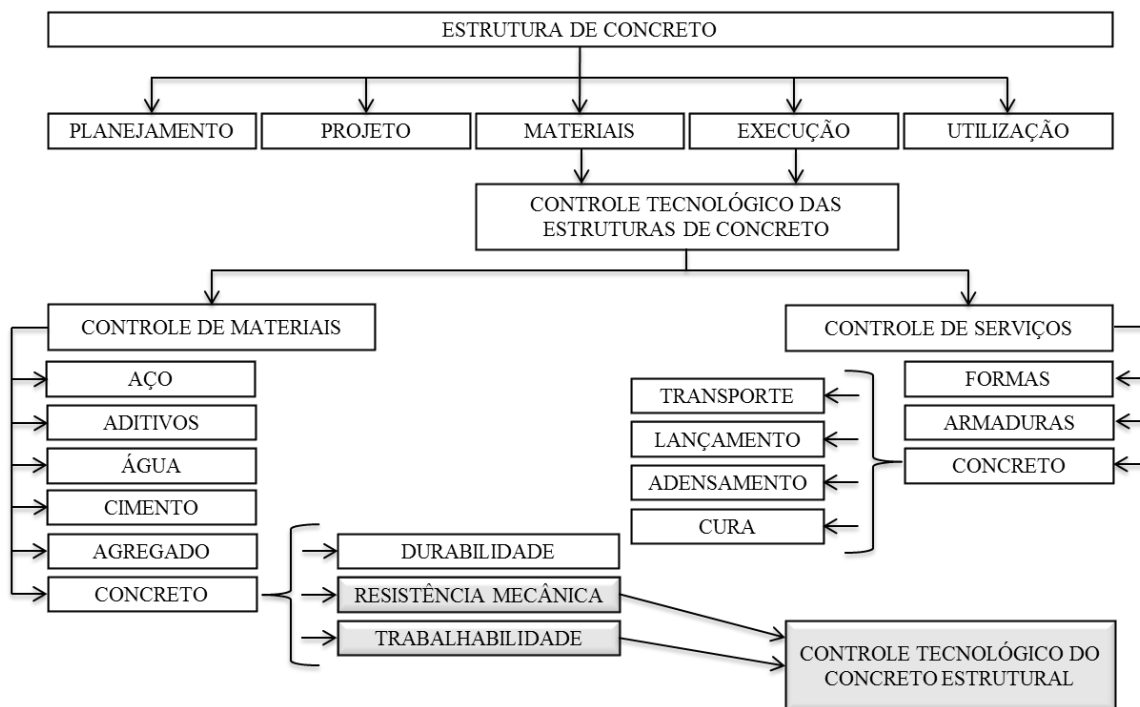 ESTRUTURA DE CONCRETO
PLANEJAMENTO
PROJETO
MATERIAIS
EXECUÇÃO
UTILIZAÇÃO
CONTROLE TECNOLÓGICO DAS
ESTRUTURAS DE CONCRETO
CONTROLE DE MATERIAIS
AÇO
ADITIVOS
ÁGUA
CIMENTO
AGREGADO
CONCRETO
DURABILIDADE
RESISTÊNCIA MECÂNICA
TRABALHABILIDADE
CONTROLE DE SERVIÇOS
FORMAS
ARMADURAS
CONCRETO
TRANSPORTE
LANÇAMENTO
ADENSAMENTO
CURA
CONTROLE TECNOLÓGICO DO
CONCRETO ESTRUTURAL